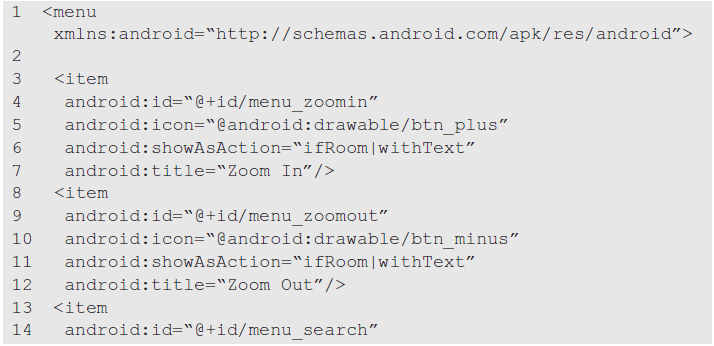 1 <menu
xmlns:android=“http://schemas.android.com/apk/res/android”>
2
3 <item
4 android:id=“@+id/menu_zoomin”
5 android:icon=“@android:drawable/btn_plus”
6 android:showAsAction=“ifRoom|withText”
7 android:title=“Zoom In”/>
8 <item
9 android:id=“@+id/menu_zoomout”
10 android:icon=“@android:drawable/btn_minus”
11 android:showAsAction=“ifRoom|withText”
12 android:title=“Zoom Out”/>
13 <item
14 android:id=“@+id/menu_search”